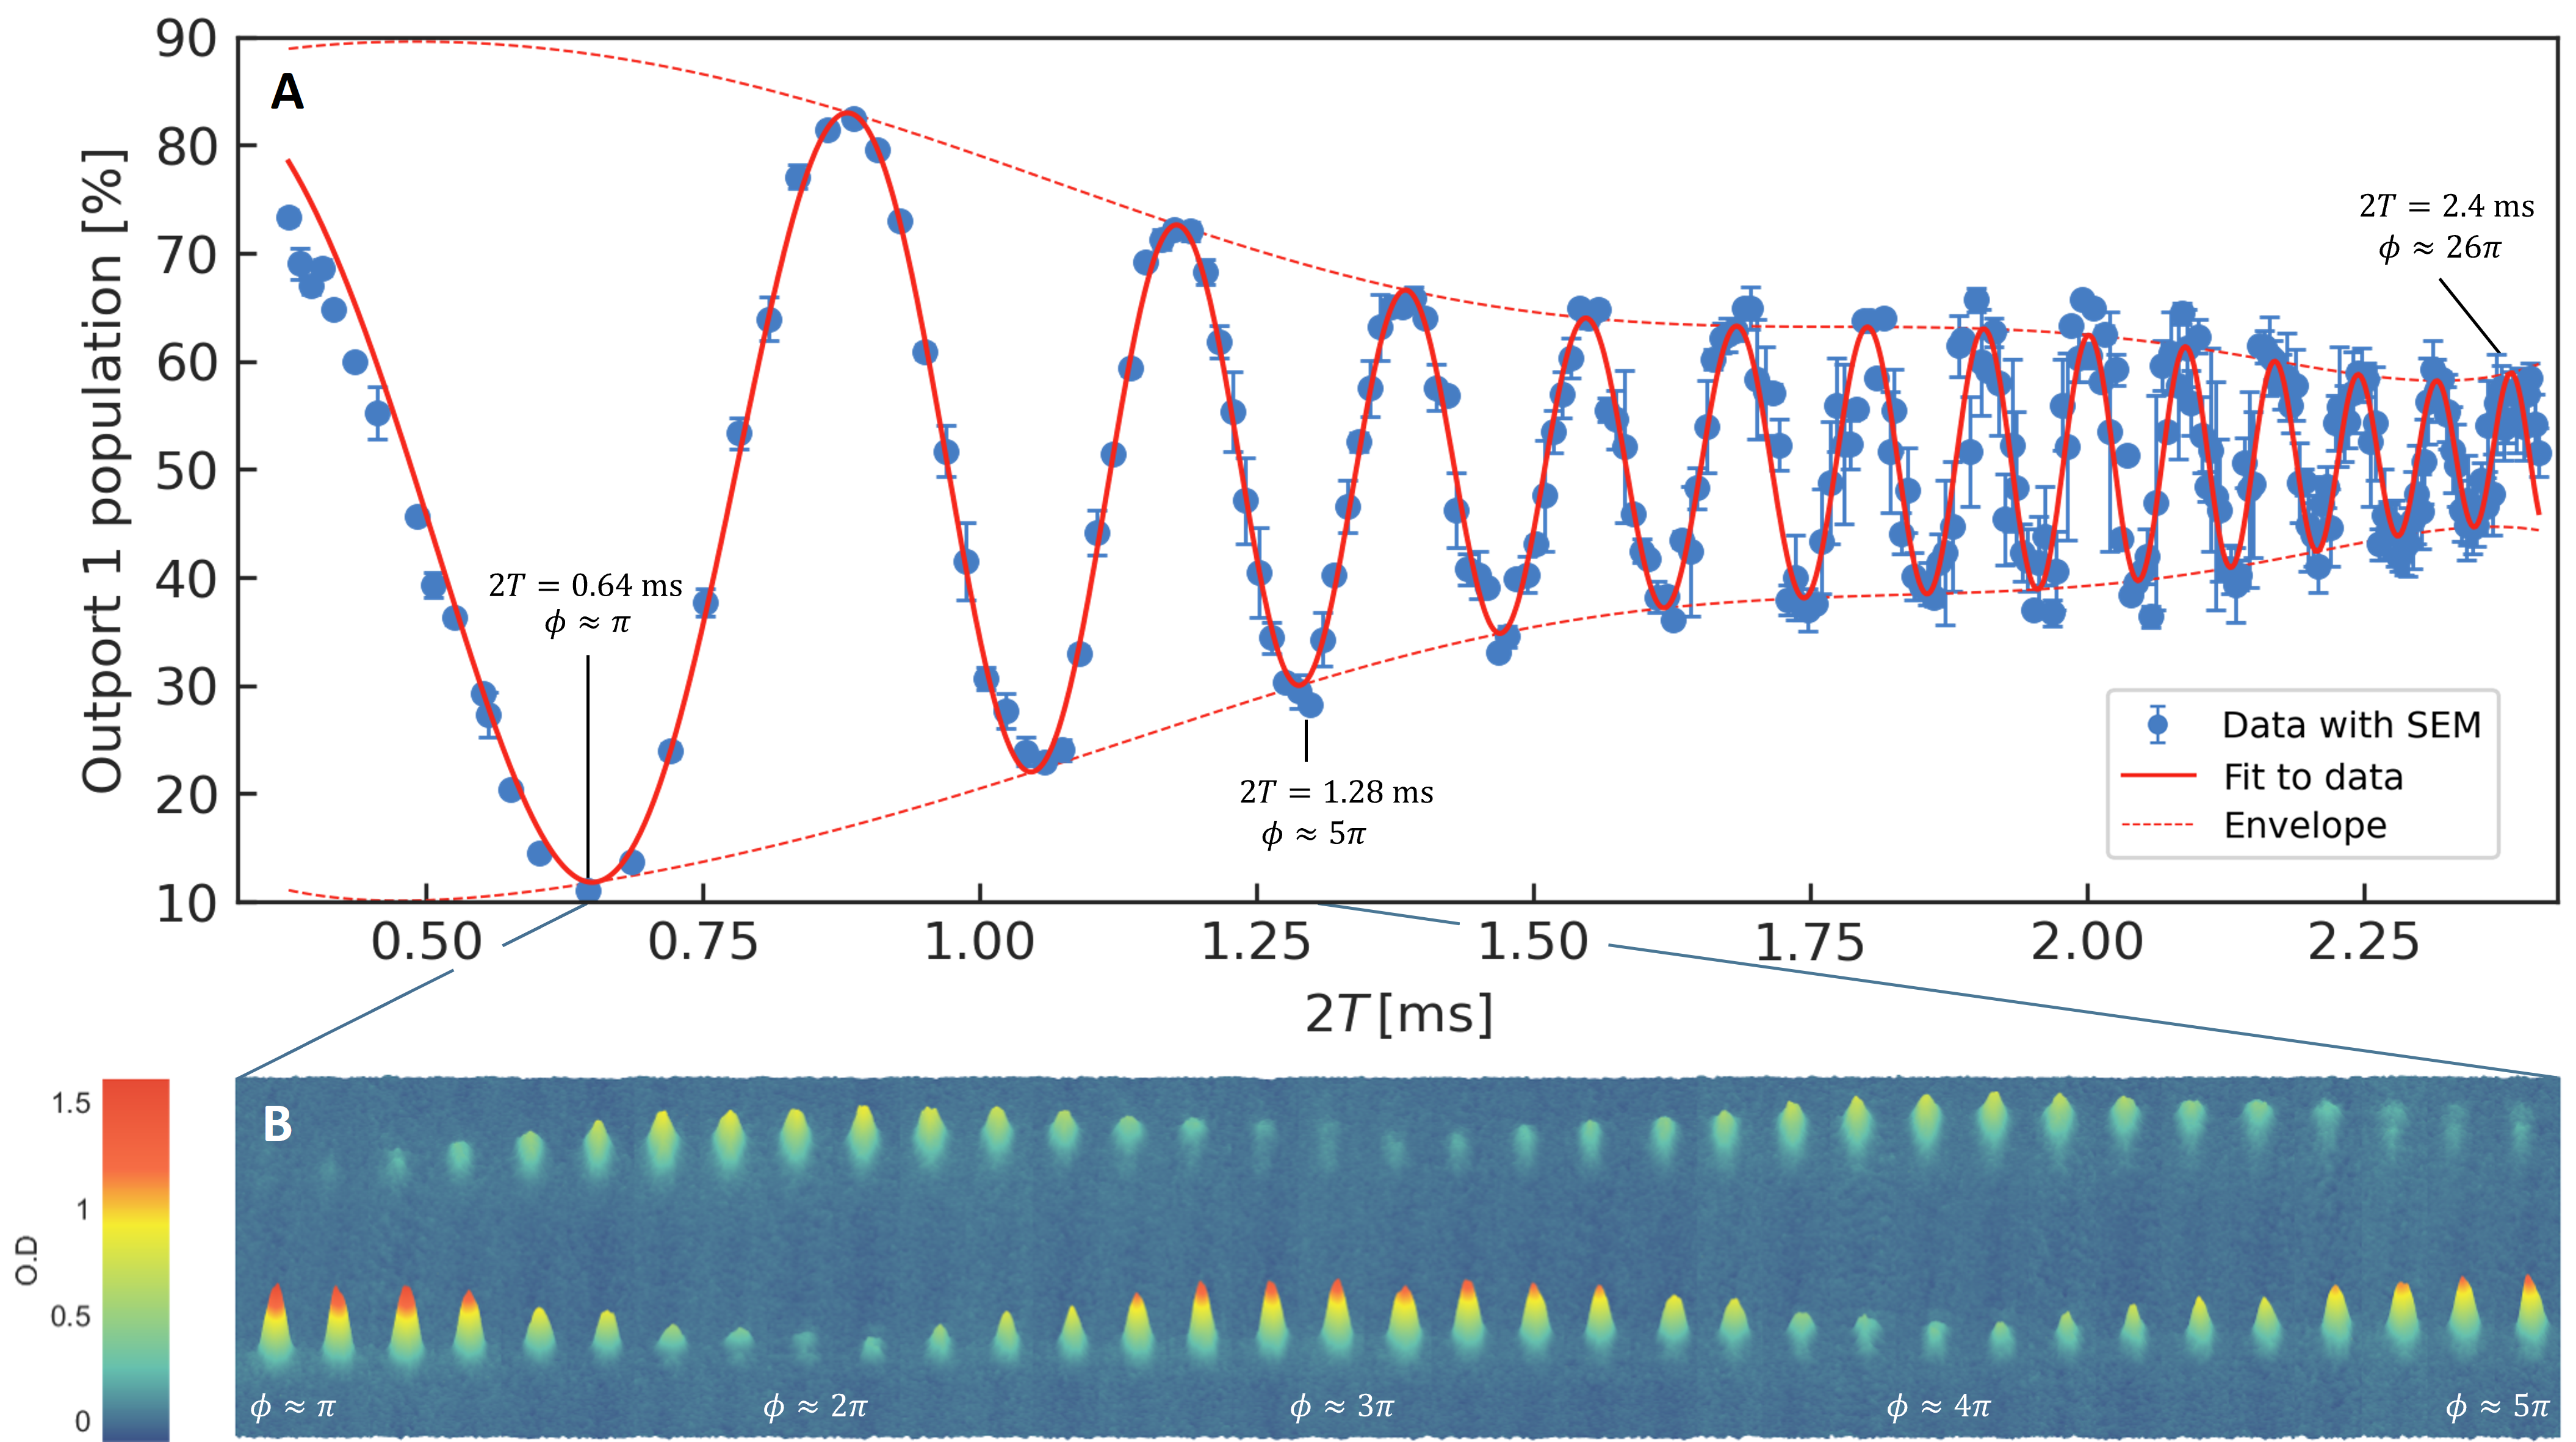 A
Outport 1 population [%]
90
80
70
60
50
40
30
20
10
2T = 0.64 ms
ϕ ≈ π
2T = 1.28 ms
ϕ ≈ 5π
2T = 2.4 ms
ϕ ≈ 26π
Data with SEM
Fit to data
Envelope
0.50 0.75 1.00 1.25 1.50 1.75 2.00 2.25
2T [ms]
B
O.D
1.5
1
0.5
0
ϕ ≈ π ϕ ≈ 2π ϕ ≈ 3π ϕ ≈ 4π ϕ ≈ 5π